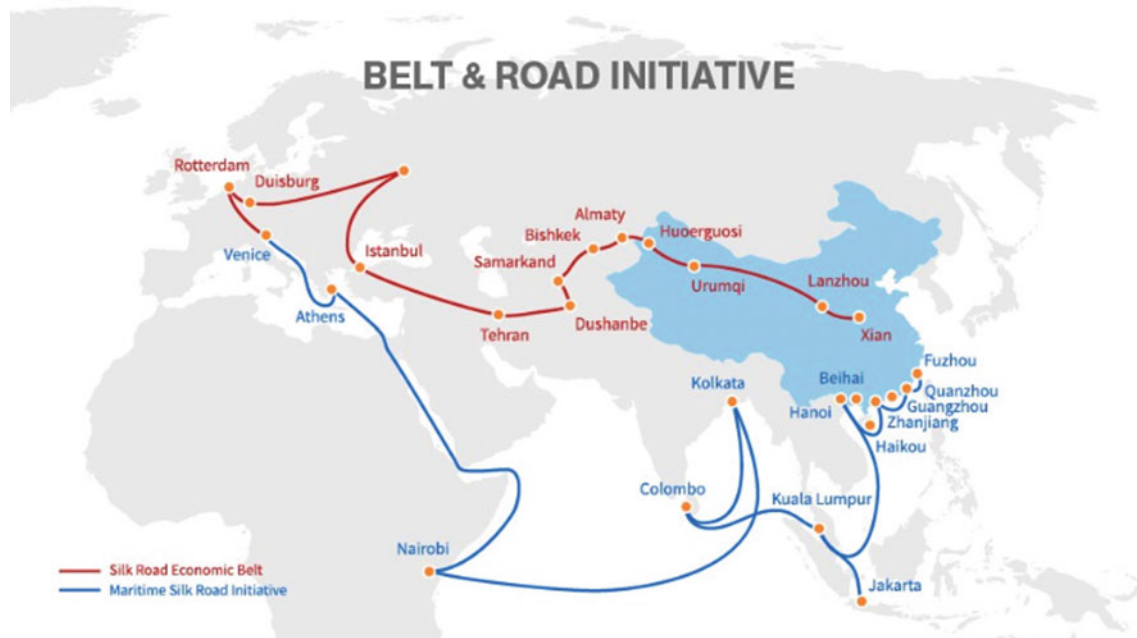 BELT & ROAD INITIATIVE
Rotterdam
Duisburg
Venice
Istanbul
Athens
Tehran
Almaty
Bishkek
Samarkand
Dushanbe
Huoerguosi
Urumqi
Lanzhou
Xian
Fuzhou
Quanzhou
Guangzhou
Zhanjiang
Haikou
Beihai
Hanoi
Kolkata
Colombo
Kuala Lumpur
Jakarta
Nairobi
Silk Road Economic Belt
Maritime Silk Road Initiative